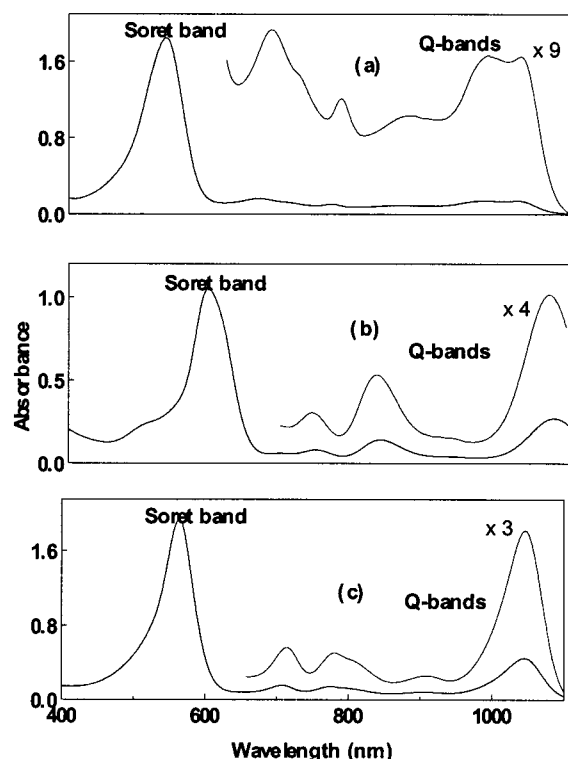 Soret band
Q-bands
x 9
(a)
1.6
0.8
0.0
Soret band
x 4
(b)
Q-bands
1.0
0.5
0.0
Absorbance
Soret band
x 3
(c)
Q-bands
1.6
0.8
0.0
400
600
800
1000
Wavelength (nm)